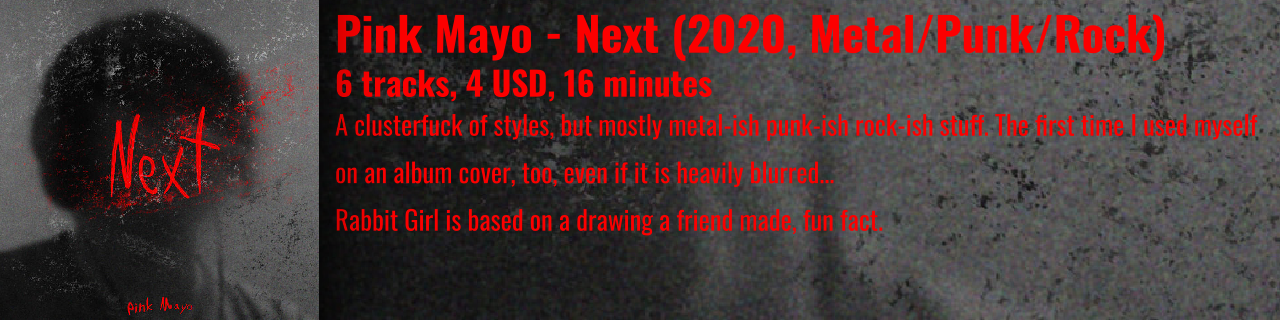 Next
pink Mayo
Pink Mayo - Next (2020, Metal/Punk/Rock)
6 tracks, 4 USD, 16 minutes
A clusterfuck of styles, but mostly metal-ish punk-ish rock-ish stuff. The first time I used myself
on an album cover, too, even if it is heavily blurred...
Rabbit Girl is based on a drawing a friend made, fun fact.